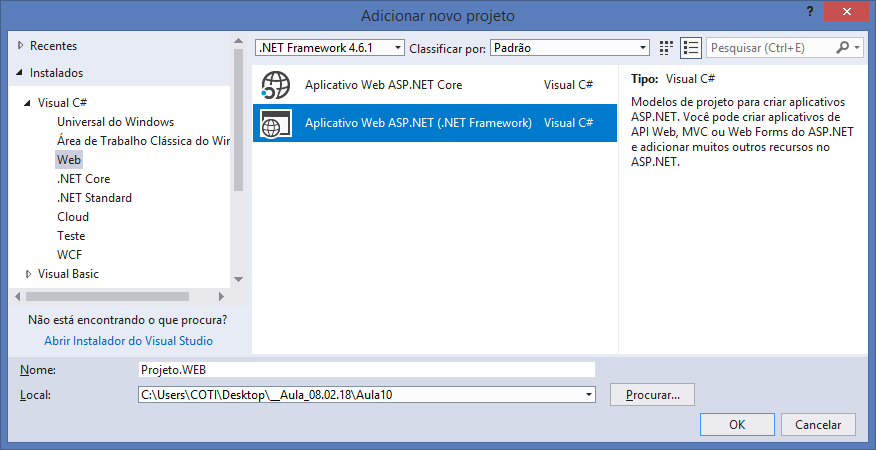 Adicionar novo projeto
?
Recentes
Instalados
Visual C#
Universal do Windows
Área de Trabalho Clássica do Wir
Web
.NET Core
.NET Standard
Cloud
Teste
WCF
Visual Basic
Não está encontrando o que procura?
Abrir Instalador do Visual Studio
.NET Framework 4.6.1
Classificar por: Padrão
Pesquisar (Ctrl+E)
Aplicativo Web ASP.NET Core Visual C#
Aplicativo Web ASP.NET (.NET Framework) Visual C#
Tipo: Visual C#
Modelos de projeto para criar aplicativos
ASP.NET. Você pode criar aplicativos de
API Web, MVC ou Web Forms do ASP.NET
e adicionar muitos outros recursos no
ASP.NET.
Nome: Projeto.WEB
Local: C:\Users\COTI\Desktop\__Aula_08.02.18\Aula10
Procurar...
OK
Cancelar